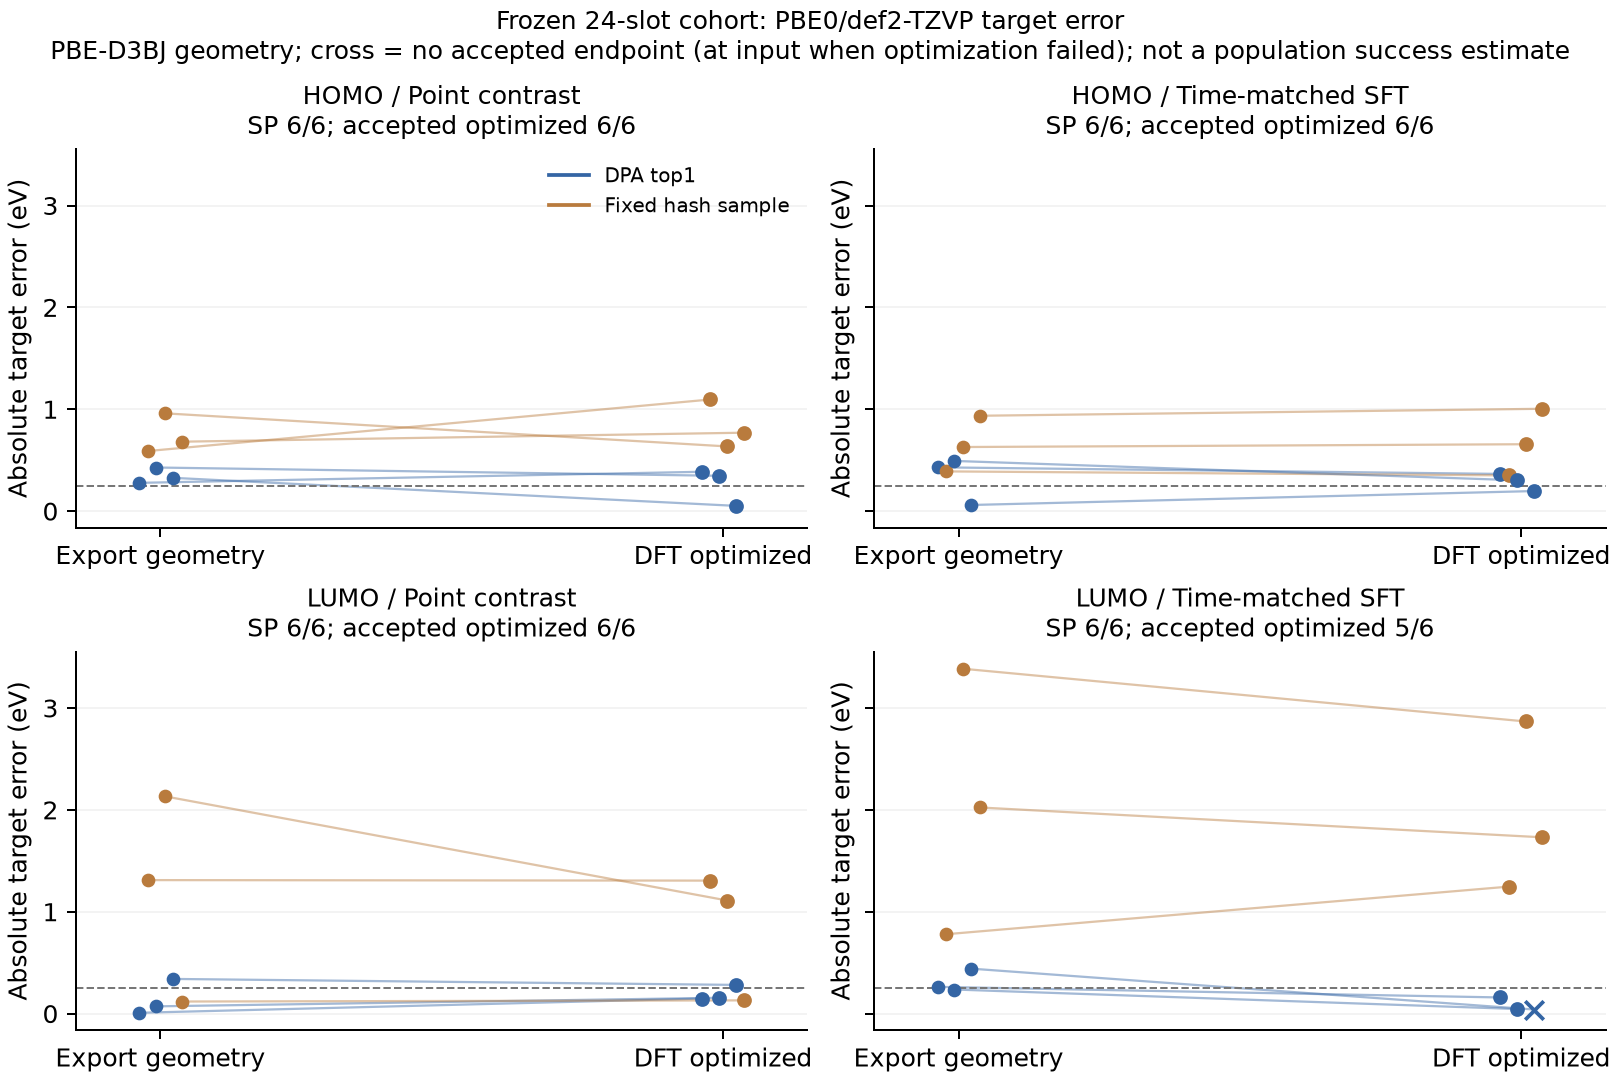 Frozen 24-slot cohort: PBE0/def2-TZVP target error
PBE-D3BJ geometry; cross = no accepted endpoint (at input when optimization failed); not a population success estimate
HOMO / Point contrast
SP 6/6; accepted optimized 6/6
Absolute target error (eV)
3
2
1
0
DPA top1
Fixed hash sample
Export geometry
DFT optimized
HOMO / Time-matched SFT
SP 6/6; accepted optimized 6/6
Absolute target error (eV)
Export geometry
DFT optimized
LUMO / Point contrast
SP 6/6; accepted optimized 6/6
Absolute target error (eV)
3
2
1
0
Export geometry
DFT optimized
LUMO / Time-matched SFT
SP 6/6; accepted optimized 5/6
Absolute target error (eV)
Export geometry
DFT optimized